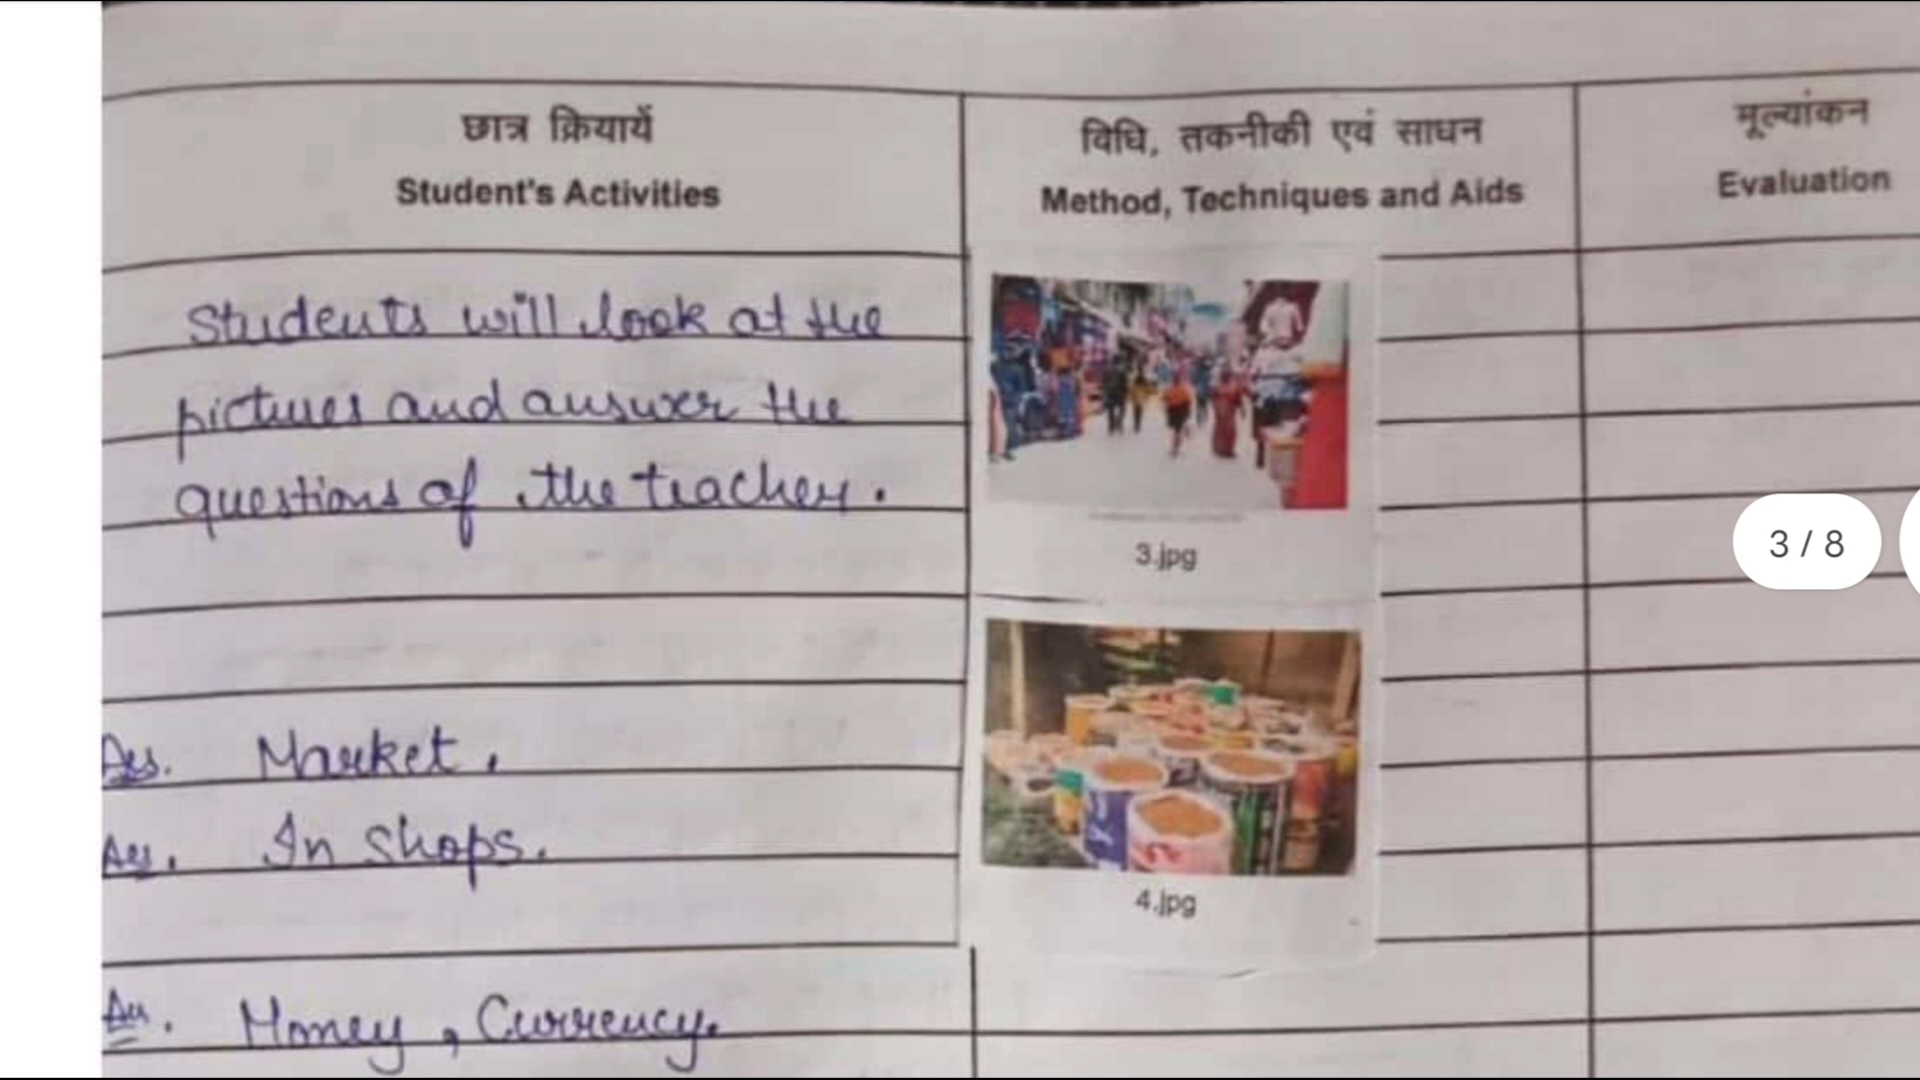 छात्र क्रियायें
Student's Activities
विधि, तकनीकी एवं साधन
Method, Techniques and Aids
मूल्यांकन
Evaluation
Students will look at the
pictures and answer the
questions of the teacher.
Ans. Market.
Ans. In shops.
Ans. Money, Currency.
3.jpg
4.jpg
3 / 8